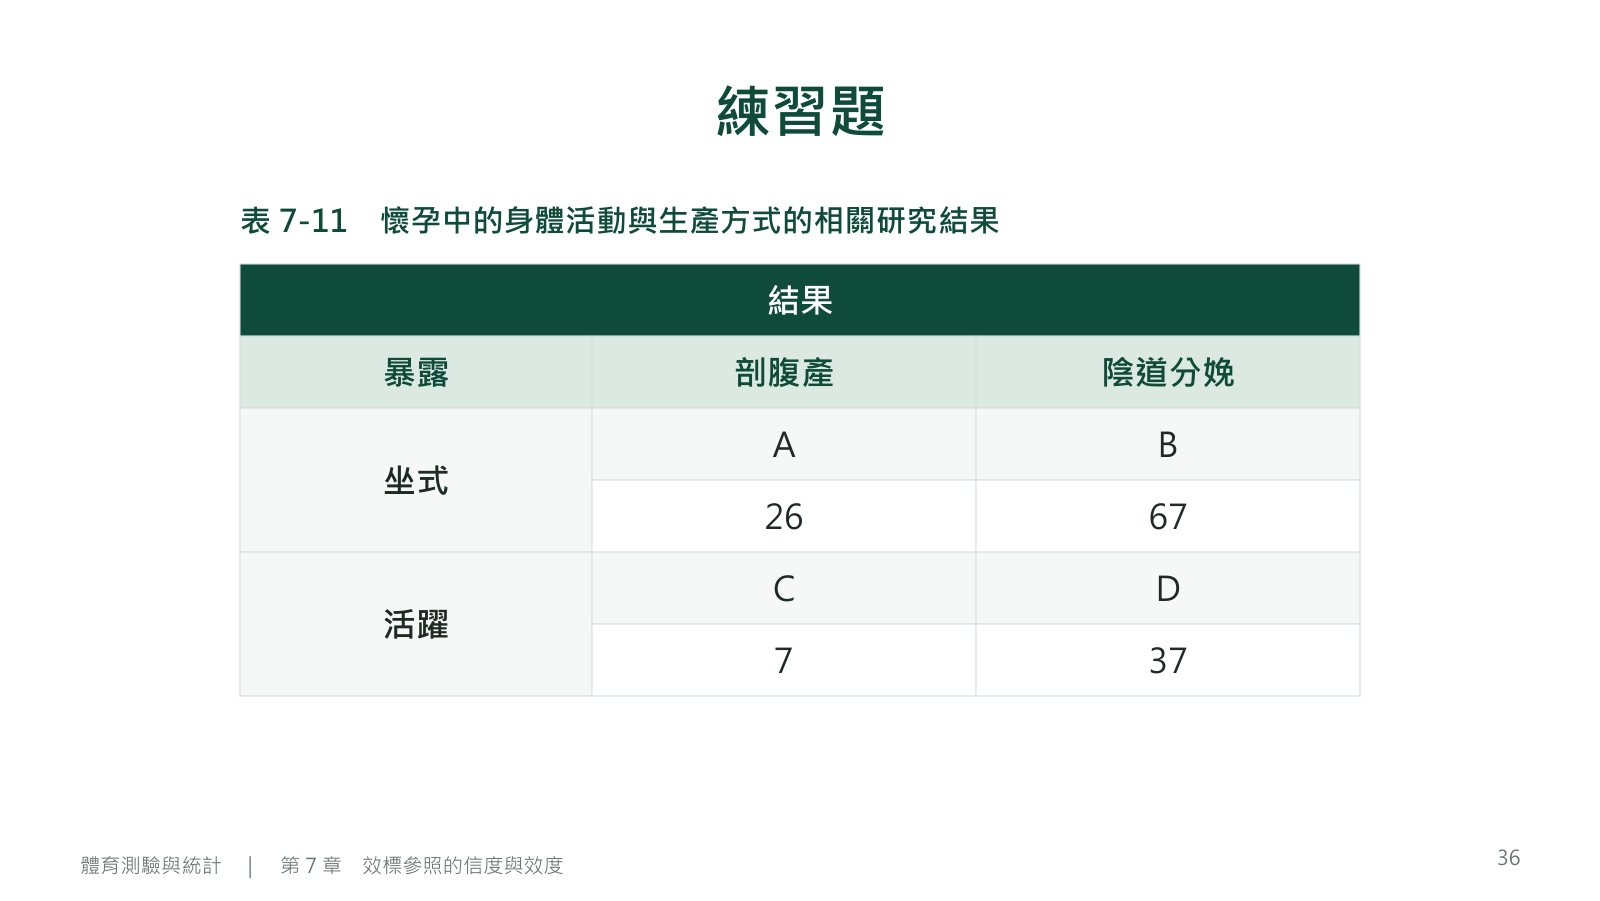 練習題
表 7-11　懷孕中的身體活動與生產方式的相關研究結果
結果
暴露　剖腹產　陰道分娩
坐式
A　B
26　67
活躍
C　D
7　37
體育測驗與統計　|　第 7 章　效標參照的信度與效度
36